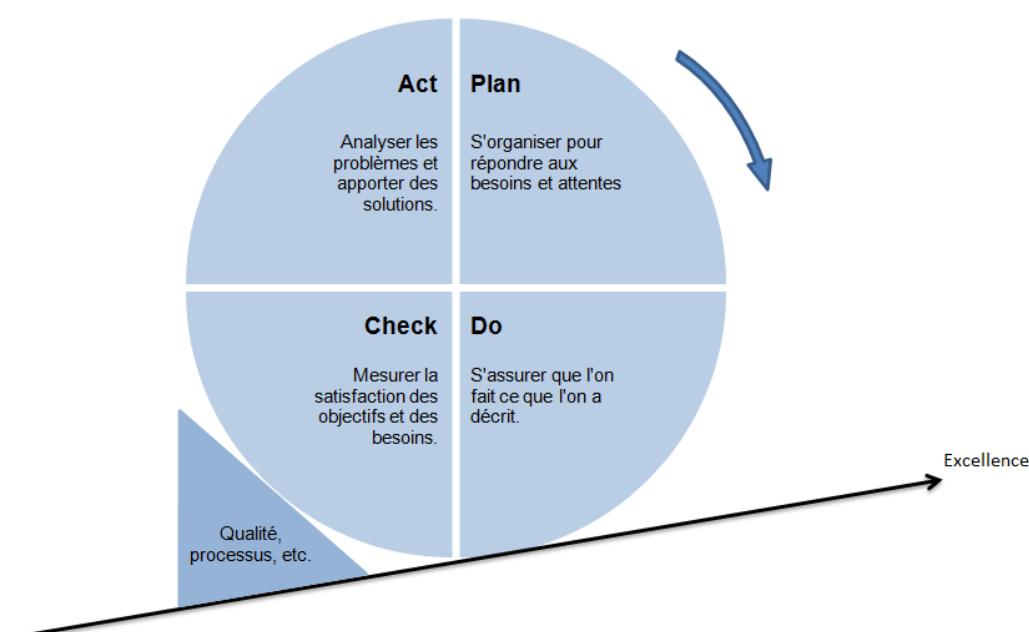 Act
Analyser les
problèmes et
apporter des
solutions.
Plan
S'organiser pour
répondre aux
besoins et attentes
Check
Mesurer la
satisfaction des
objectifs et des
besoins.
Do
S'assurer que l'on
fait ce que l'on a
décrit.
Excellence
Qualité,
processus, etc.